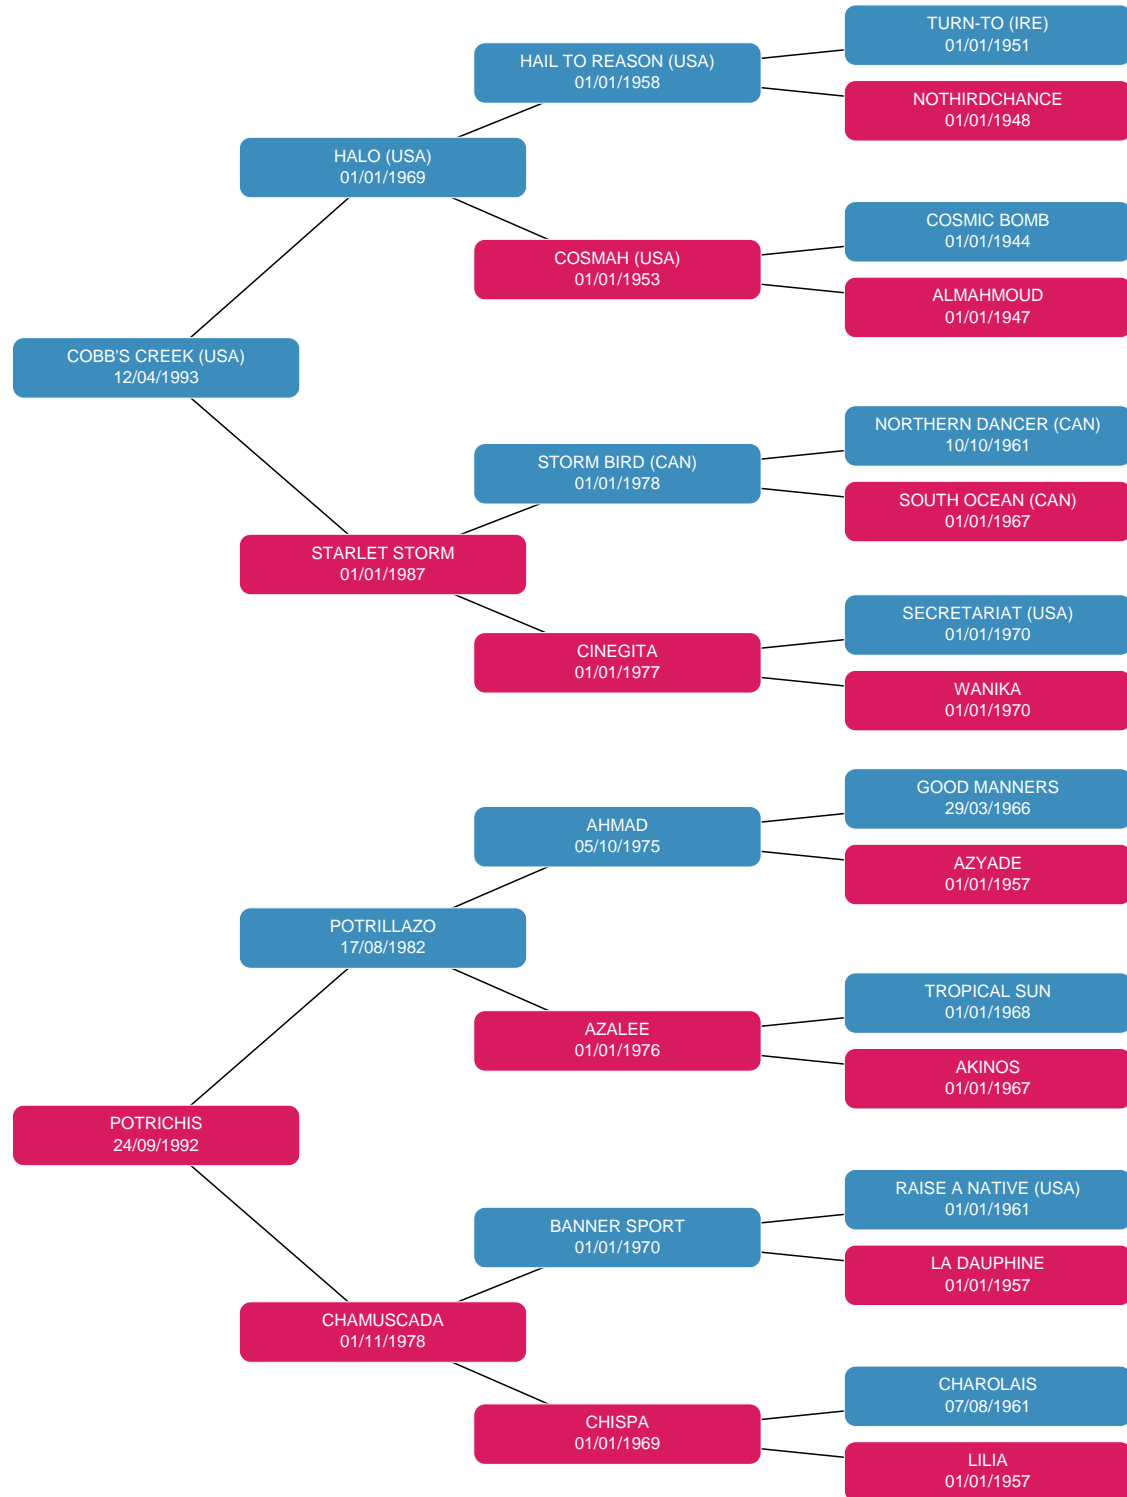 TURN-TO (IRE)
01/01/1951
HAIL TO REASON (USA)
01/01/1958
NOTHIRDCHANCE
01/01/1948
HALO (USA)
01/01/1969
COSMIC BOMB
01/01/1944
COSMAH (USA)
01/01/1953
ALMAHMOUD
01/01/1947
COBB'S CREEK (USA)
12/04/1993
NORTHERN DANCER (CAN)
10/10/1961
STORM BIRD (CAN)
01/01/1978
SOUTH OCEAN (CAN)
01/01/1967
STARLET STORM
01/01/1987
SECRETARIAT (USA)
01/01/1970
CINEGITA
01/01/1977
WANIKA
01/01/1970
GOOD MANNERS
29/03/1966
AHMAD
05/10/1975
AZYADE
01/01/1957
POTRILLAZO
17/08/1982
TROPICAL SUN
01/01/1968
AZALEE
01/01/1976
AKINOS
01/01/1967
POTRICHIS
24/09/1992
RAISE A NATIVE (USA)
01/01/1961
BANNER SPORT
01/01/1970
LA DAUPHINE
01/01/1957
CHAMUSCADA
01/11/1978
CHAROLAIS
07/08/1961
CHISPA
01/01/1969
LILIA
01/01/1957